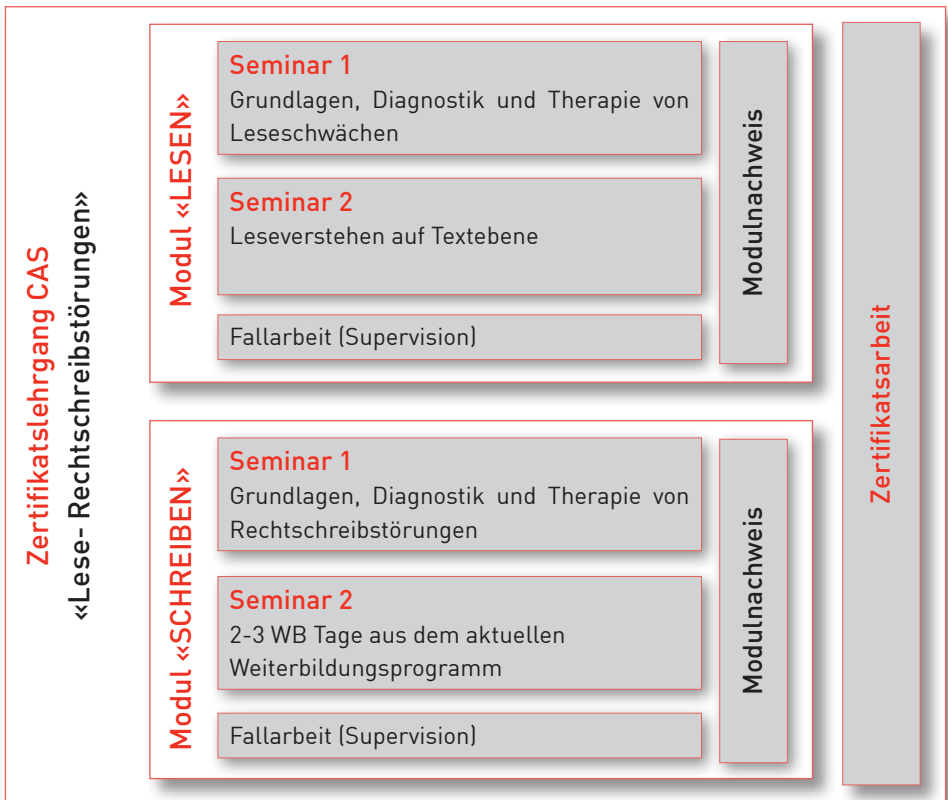 Zertifikatslehrgang CAS
«Lese- Rechtschreibstörungen»
Modul «LESEN»
Seminar 1
Grundlagen, Diagnostik und Therapie von
Leseschwächen
Seminar 2
Leseverstehen auf Textebene
Fallarbeit (Supervision)
Modulnachweis
Modul «SCHREIBEN»
Seminar 1
Grundlagen, Diagnostik und Therapie von
Rechtschreibstörungen
Seminar 2
2-3 WB Tage aus dem aktuellen
Weiterbildungsprogramm
Fallarbeit (Supervision)
Modulnachweis
Zertifikatsarbeit